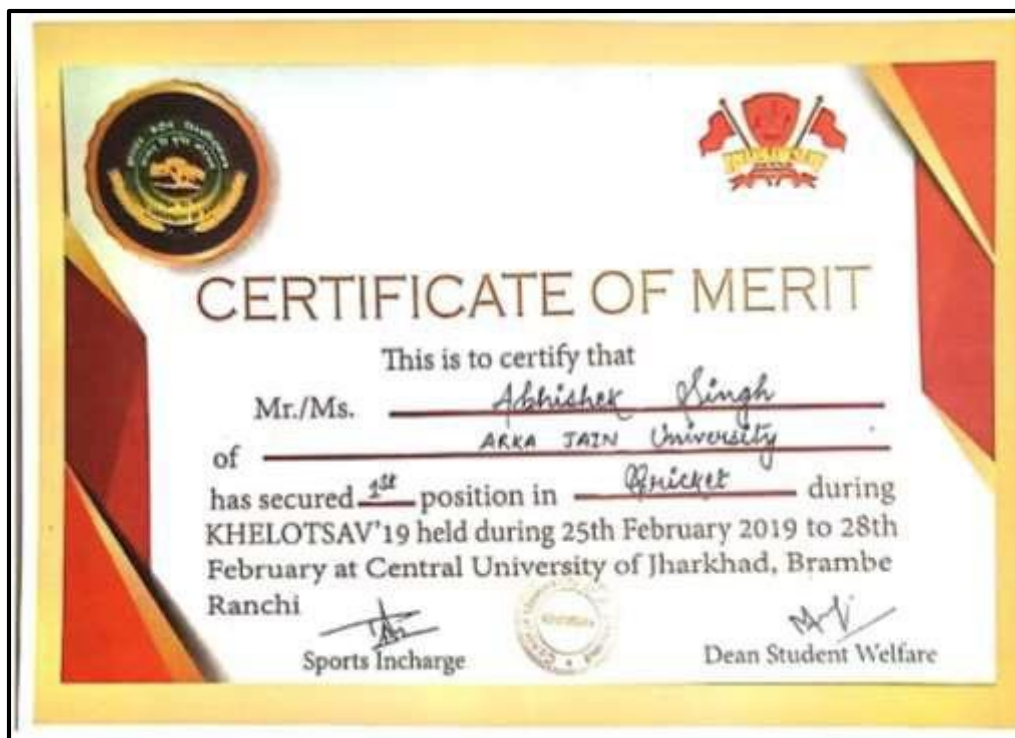 CERTIFICATE OF MERIT
This is to certify that
Mr./Ms. Abhishek Singh
of ARKA JAIN University
has secured 1st position in Cricket during
KHELOTSAV'19 held during 25th February 2019 to 28th
February at Central University of Jharkhad, Brambe
Ranchi
Sports Incharge
Dean Student Welfare